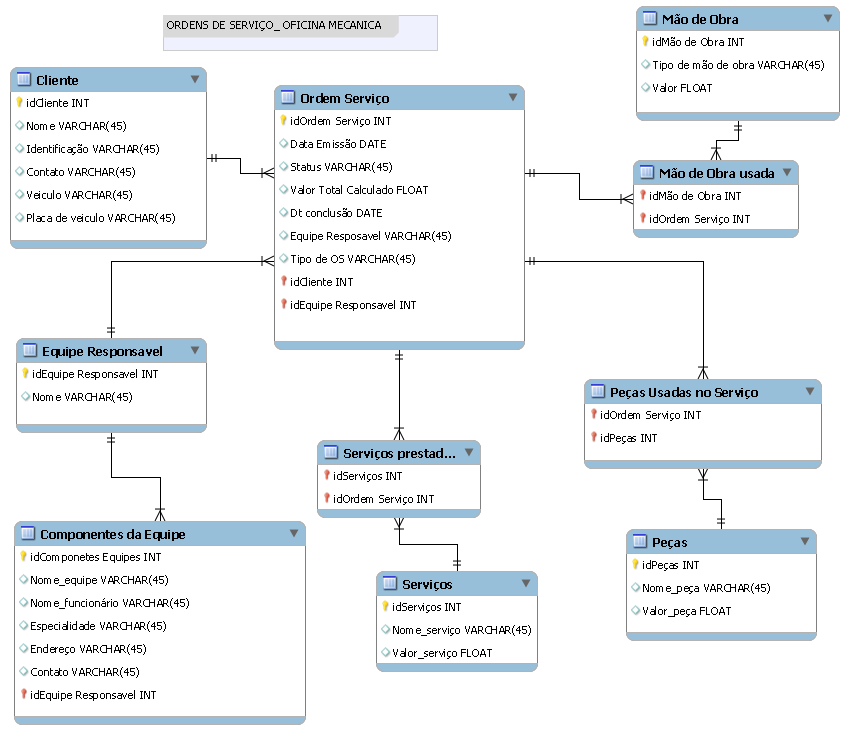 ORDENS DE SERVIÇO_ OFICINA MECANICA
Cliente
idCliente INT
Nome VARCHAR(45)
Identificação VARCHAR(45)
Contato VARCHAR(45)
Veiculo VARCHAR(45)
Placa de veiculo VARCHAR(45)
Ordem Serviço
idOrdem Serviço INT
Data Emissão DATE
Status VARCHAR(45)
Valor Total Calculado FLOAT
Dt conclusão DATE
Equipe Resposavel VARCHAR(45)
Tipo de OS VARCHAR(45)
idCliente INT
idEquipe Responsavel INT
Mão de Obra
idMão de Obra INT
Tipo de mão de obra VARCHAR(45)
Valor FLOAT
Mão de Obra usada
idMão de Obra INT
idOrdem Serviço INT
Equipe Responsavel
idEquipe Responsavel INT
Nome VARCHAR(45)
Peças Usadas no Serviço
idOrdem Serviço INT
idPeças INT
Serviços prestad...
idServiços INT
idOrdem Serviço INT
Componentes da Equipe
idComponetes Equipes INT
Nome_equipe VARCHAR(45)
Nome_funcionário VARCHAR(45)
Especialidade VARCHAR(45)
Endereço VARCHAR(45)
Contato VARCHAR(45)
idEquipe Responsavel INT
Serviços
idServiços INT
Nome_serviço VARCHAR(45)
Valor_serviço FLOAT
Peças
idPeças INT
Nome_peça VARCHAR(45)
Valor_peça FLOAT